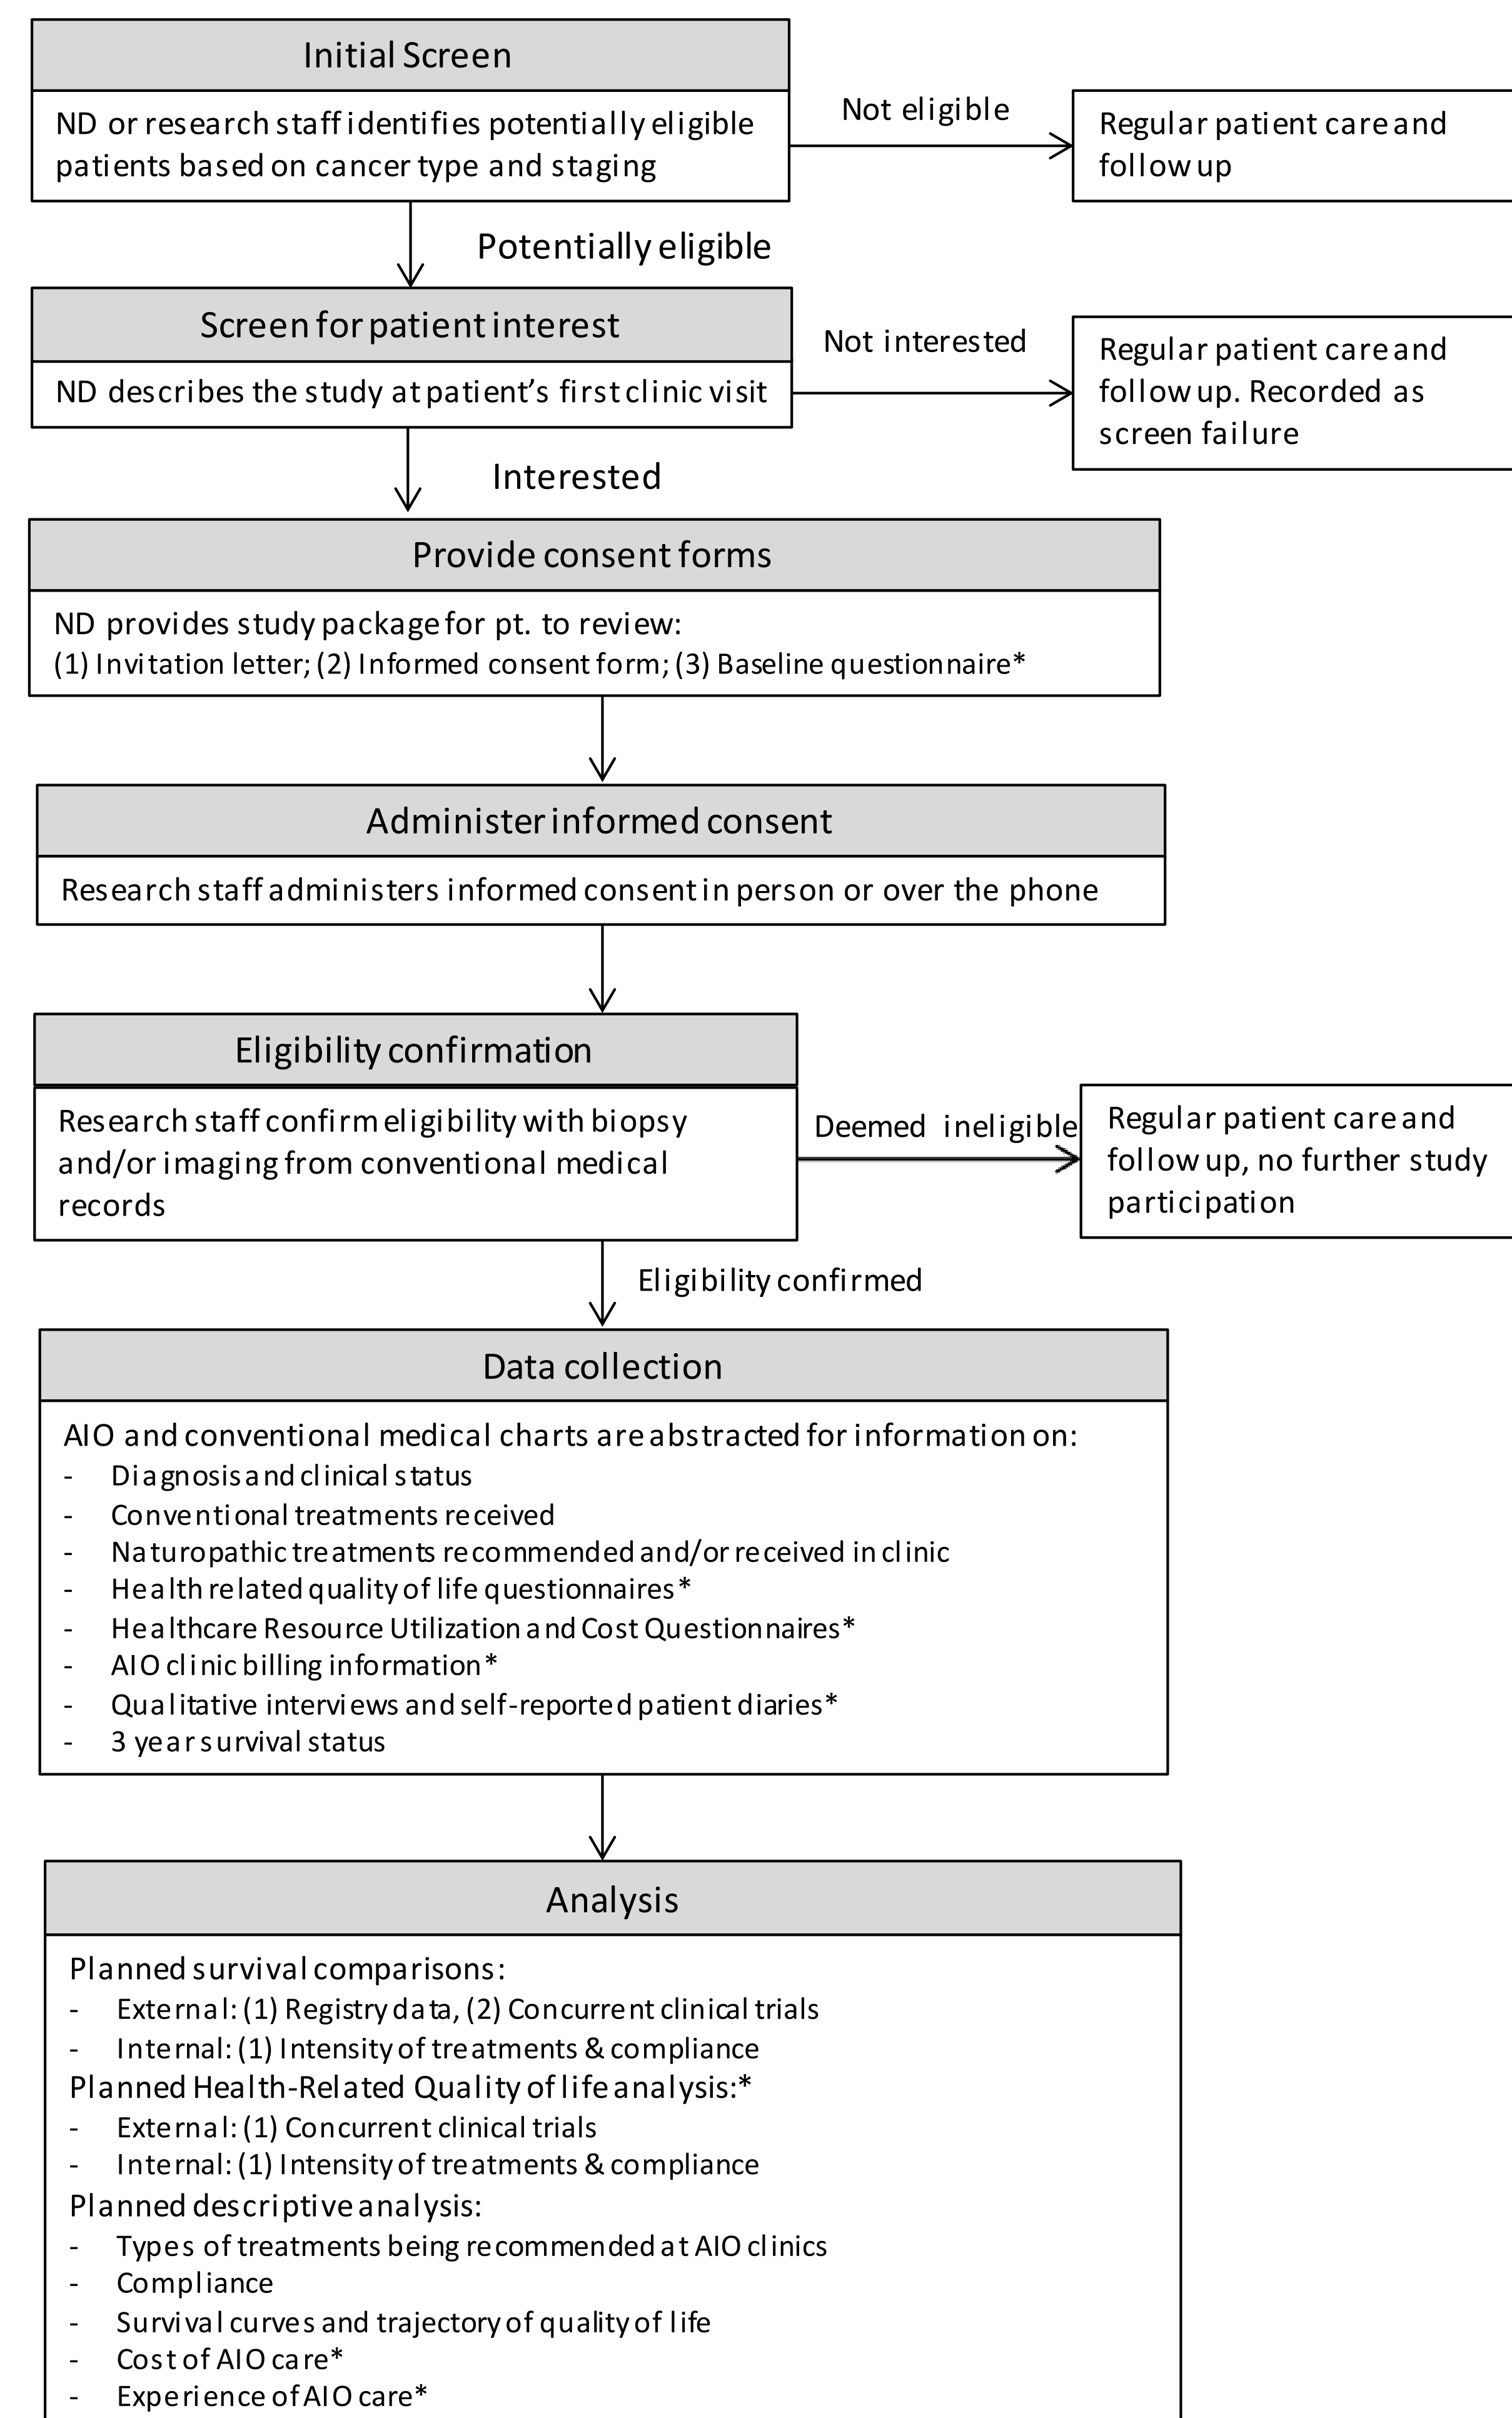 Initial Screen
ND or research staff identifies potentially eligible
patients based on cancer type and staging
Not eligible
Regular patient care and
follow up
Potentially eligible
Screen for patient interest
ND describes the study at patient’s first clinic visit
Not interested
Regular patient care and
follow up. Recorded as
screen failure
Interested
Provide consent forms
ND provides study package for pt. to review:
(1) Invitation letter; (2) Informed consent form; (3) Baseline questionnaire*
Administer informed consent
Research staff administers informed consent in person or over the phone
Eligibility confirmation
Research staff confirm eligibility with biopsy
and/or imaging from conventional medical
records
Deemed ineligible
Regular patient care and
follow up, no further study
participation
Eligibility confirmed
Data collection
AIO and conventional medical charts are abstracted for information on:
- Diagnosis and clinical status
- Conventional treatments received
- Naturopathic treatments recommended and/or received in clinic
- Health related quality of life questionnaires*
- Healthcare Resource Utilization and Cost Questionnaires*
- AIO clinic billing information*
- Qualitative interviews and self-reported patient diaries*
- 3 year survival status
Analysis
Planned survival comparisons:
- External: (1) Registry data, (2) Concurrent clinical trials
- Internal: (1) Intensity of treatments & compliance
Planned Health-Related Quality of life analysis:*
- External: (1) Concurrent clinical trials
- Internal: (1) Intensity of treatments & compliance
Planned descriptive analysis:
- Types of treatments being recommended at AIO clinics
- Compliance
- Survival curves and trajectory of quality of life
- Cost of AIO care*
- Experience of AIO care*